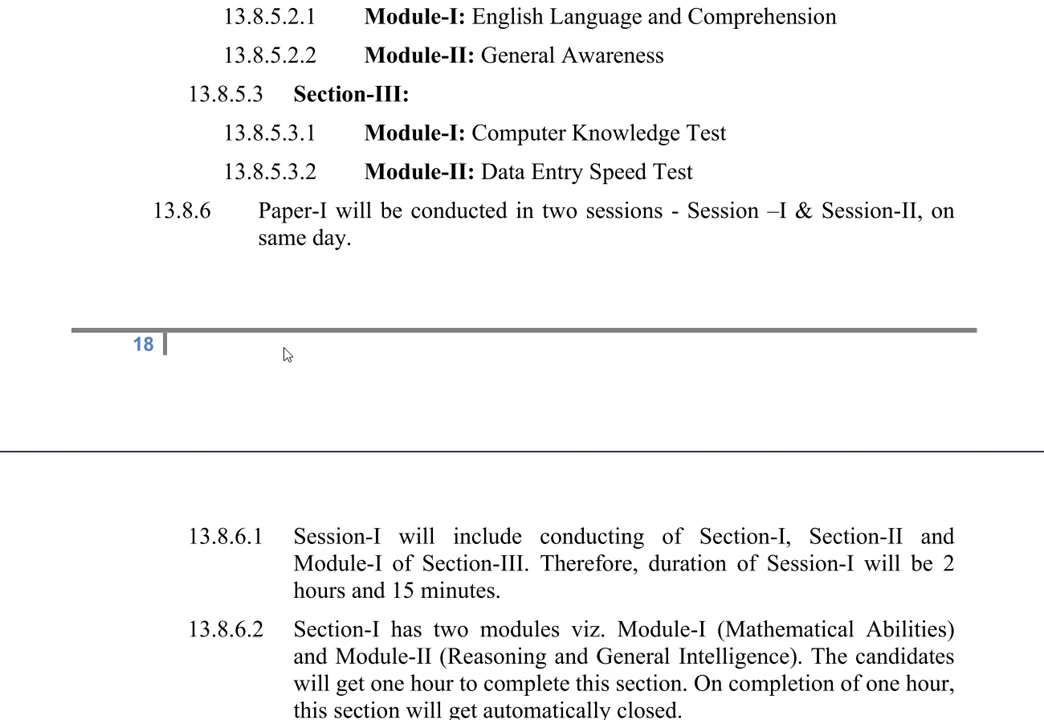 13.8.5.2.1 Module-I: English Language and Comprehension
13.8.5.2.2 Module-II: General Awareness
13.8.5.3 Section-III:
13.8.5.3.1 Module-I: Computer Knowledge Test
13.8.5.3.2 Module-II: Data Entry Speed Test
13.8.6 Paper-I will be conducted in two sessions - Session –I & Session-II, on
same day.
18
13.8.6.1 Session-I will include conducting of Section-I, Section-II and
Module-I of Section-III. Therefore, duration of Session-I will be 2
hours and 15 minutes.
13.8.6.2 Section-I has two modules viz. Module-I (Mathematical Abilities)
and Module-II (Reasoning and General Intelligence). The candidates
will get one hour to complete this section. On completion of one hour,
this section will get automatically closed.